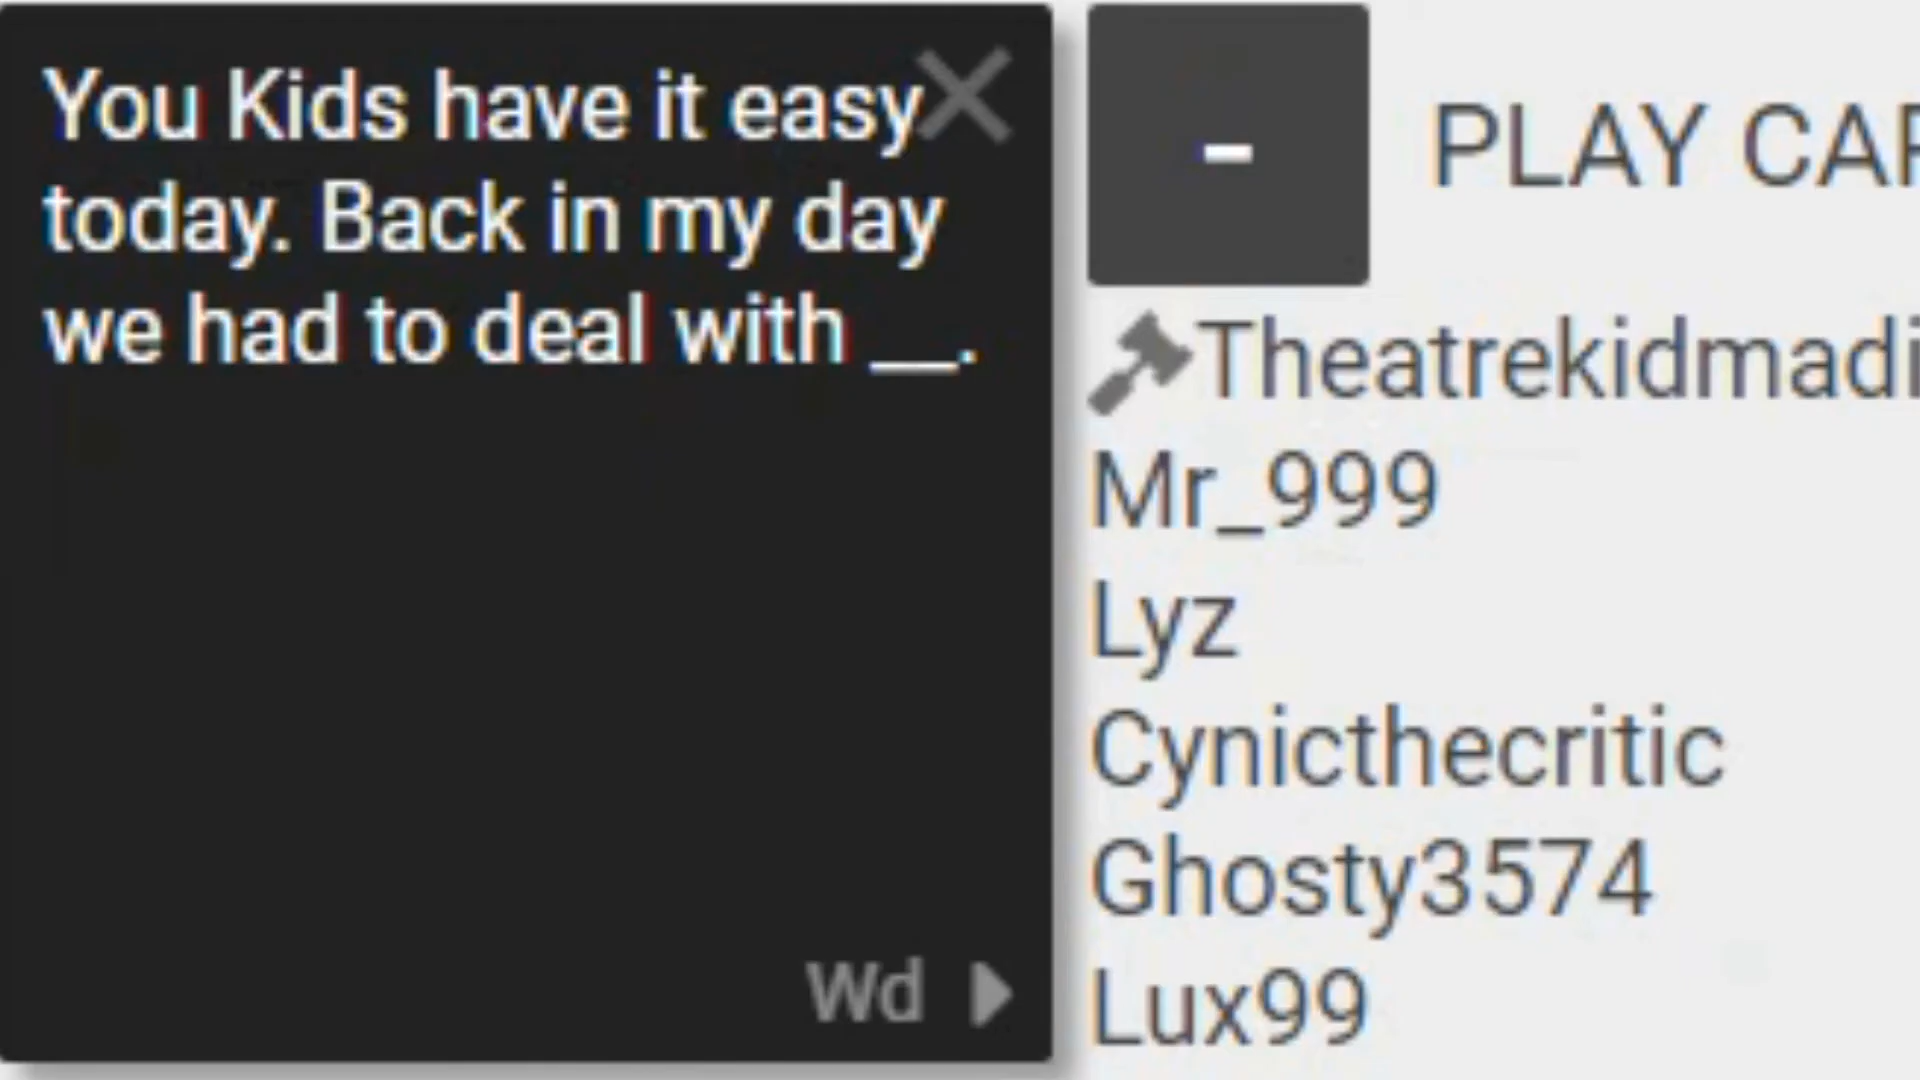 You Kids have it easy
today. Back in my day
we had to deal with __.
Wd
-
PLAY CAR
Theatrekidmadi
Mr_999
Lyz
Cynicthecritic
Ghosty3574
Lux99